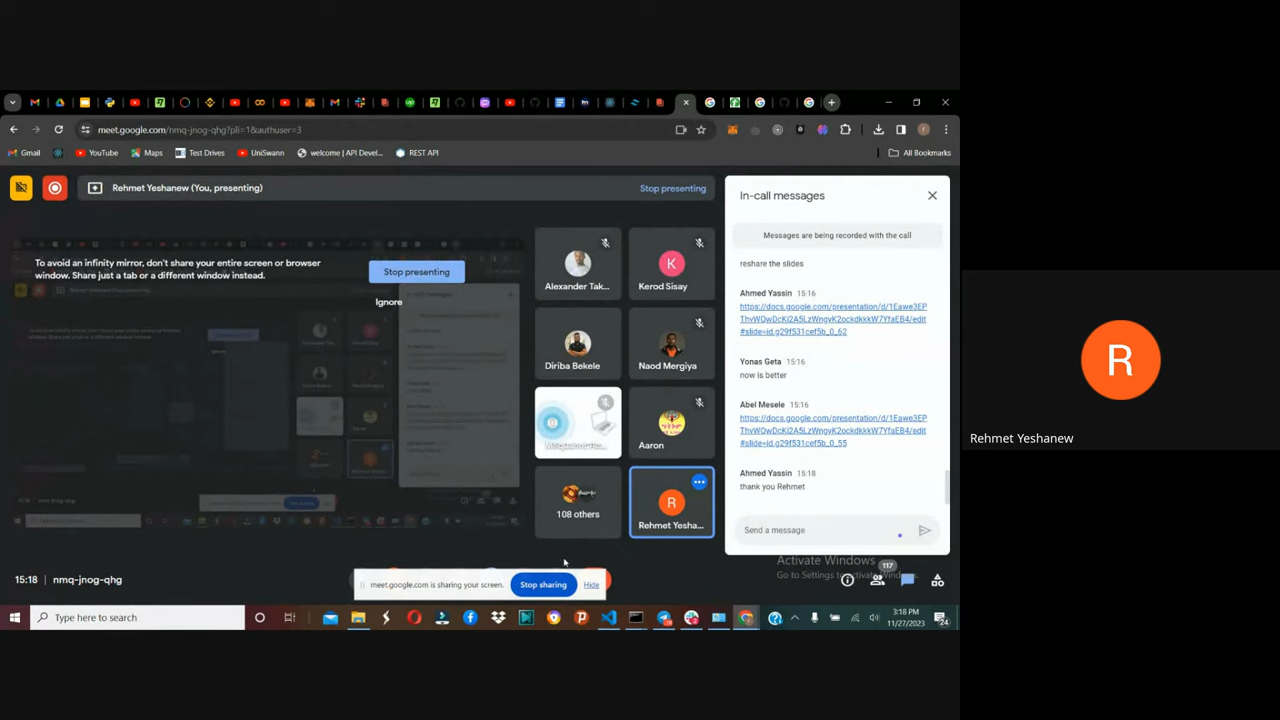 meet.google.com/nmq-jnog-qhg?pli=1&authuser=3
Gmail
YouTube
Maps
Test Drives
UniSwann
welcome | API Devel...
REST API
All Bookmarks
Rehmet Yeshanew (You, presenting)
Stop presenting
In-call messages
Messages are being recorded with the call
To avoid an infinity mirror, don't share your entire screen or browser
window. Share just a tab or a different window instead.
Stop presenting
Ignore
Alexander Tak...
K
Kerod Sisay
Diriba Bekele
Naod Mergiya
Aaron
108 others
R
Rehmet Yesha...
reshare the slides
Ahmed Yassin 15:16
https://docs.google.com/presentation/d/1Eawe3EP
ThvWQwDcKj2A5LzWngyK2ockdkkkW7YfaEB4/edit
#slide=id.g29f531cef5b_0_62
Yonas Geta 15:16
now is better
Abel Mesele 15:16
https://docs.google.com/presentation/d/1Eawe3EP
ThvWQwDcKj2A5LzWngyK2ockdkkkW7YfaEB4/edit
#slide=id.g29f531cef5b_0_55
Ahmed Yassin 15:18
thank you Rehmet
Send a message
Activate Windows
Go to Settings to activate Windows.
15:18 | nmq-jnog-qhg
meet.google.com is sharing your screen.
Stop sharing
Hide
117
Type here to search
3:18 PM
11/27/2023
24
R
Rehmet Yeshanew